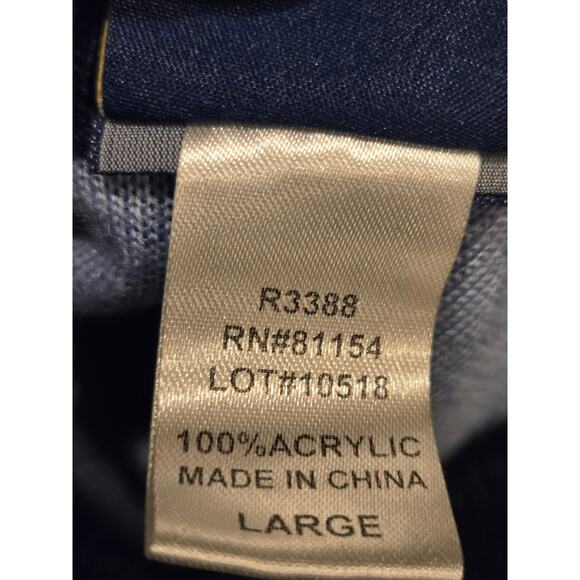 R3388
RN#81154
LOT#10518
100%ACRYLIC
MADE IN CHINA
LARGE